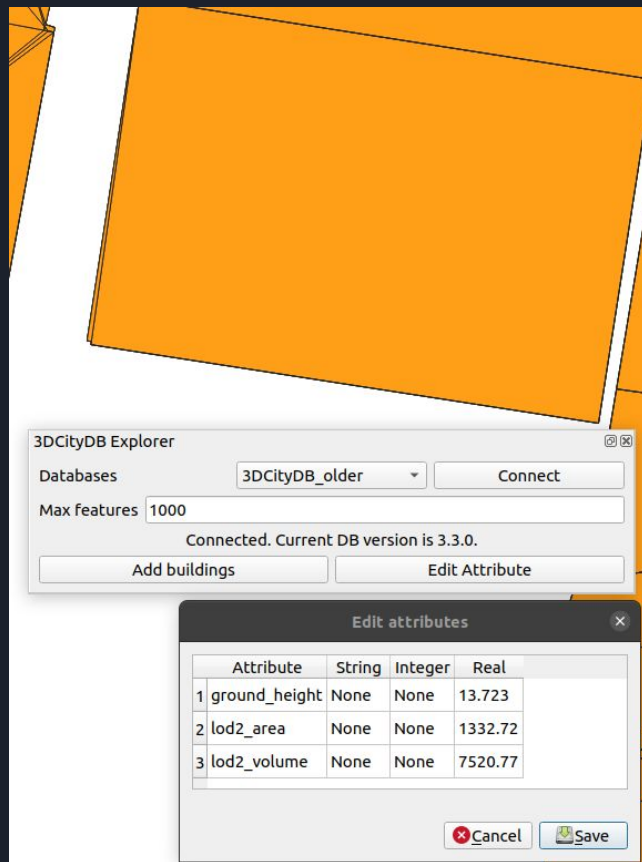 3DCityDB Explorer
Databases 3DCityDB_older Connect
Max features 1000
Connected. Current DB version is 3.3.0.
Add buildings Edit Attribute
Edit attributes
Attribute String Integer Real
1 ground_height None None 13.723
2 lod2_area None None 1332.72
3 lod2_volume None None 7520.77
Cancel Save